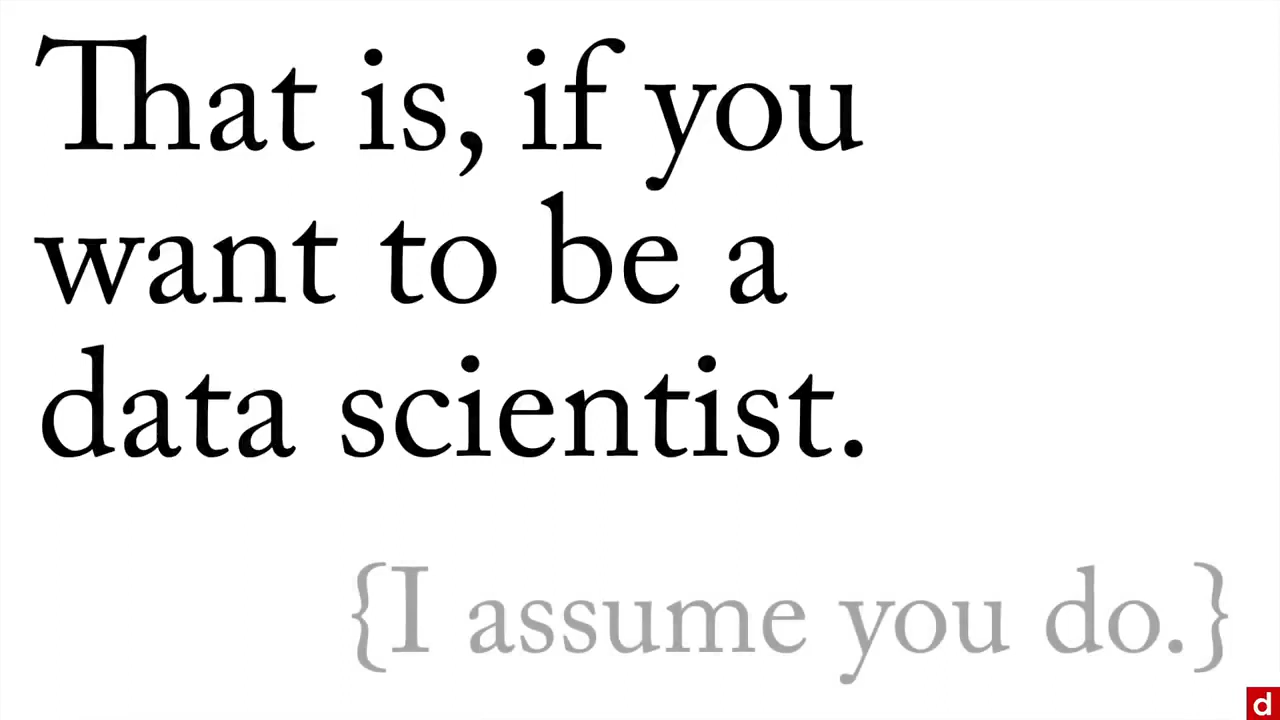 That is, if you
want to be a
data scientist.
{I assume you do.}
d